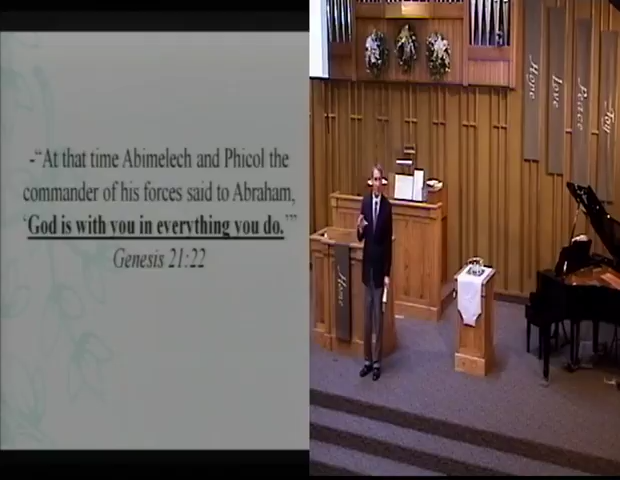 -“At that time Abimelech and Phicol the
commander of his forces said to Abraham,
‘God is with you in everything you do.’”
Genesis 21:22
Hope
Love
Peace
Joy
Hope